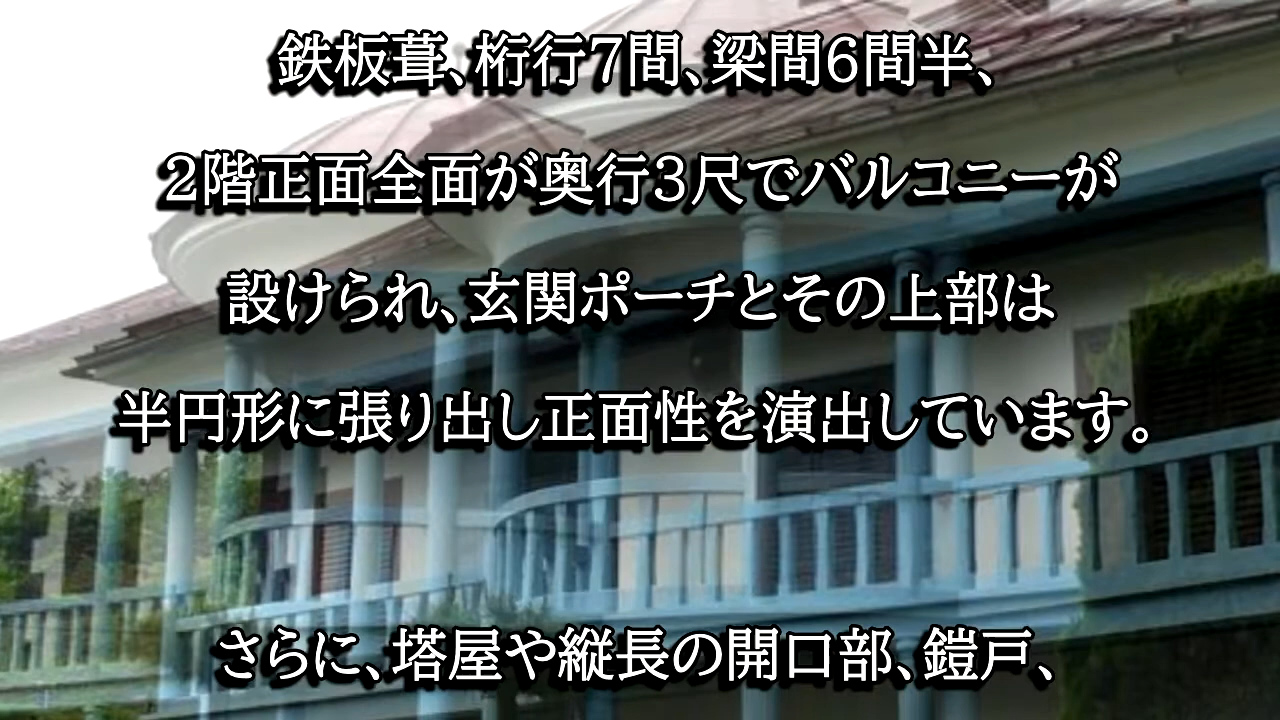 鉄板葺、桁行7間、梁間6間半、
2階正面全面が奥行3尺でバルコニーが
設けられ、玄関ポーチとその上部は
半円形に張り出し正面性を演出しています。
さらに、塔屋や縦長の開口部、鎧戸、